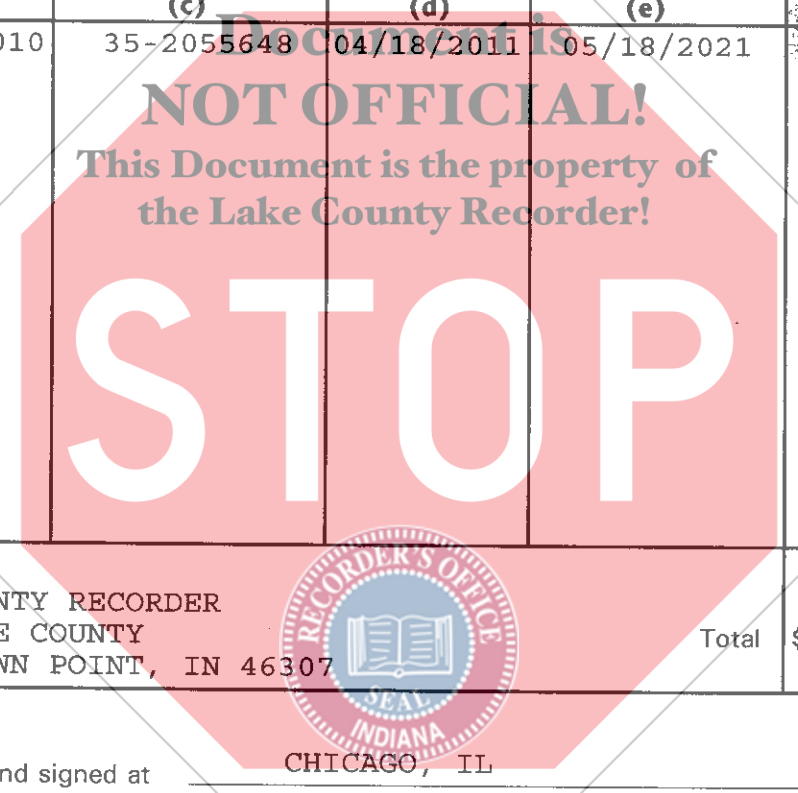 (c) (d) (e)
010 35-2055648 04/18/2011 05/18/2021
Document is
NOT OFFICIAL!
This Document is the property of
the Lake County Recorder!
STOP
RECORDER'S OFFICE
SEAL
INDIANA
NTY RECORDER
E COUNTY
WN POINT, IN 46307
Total $
nd signed at CHICAGO, IL